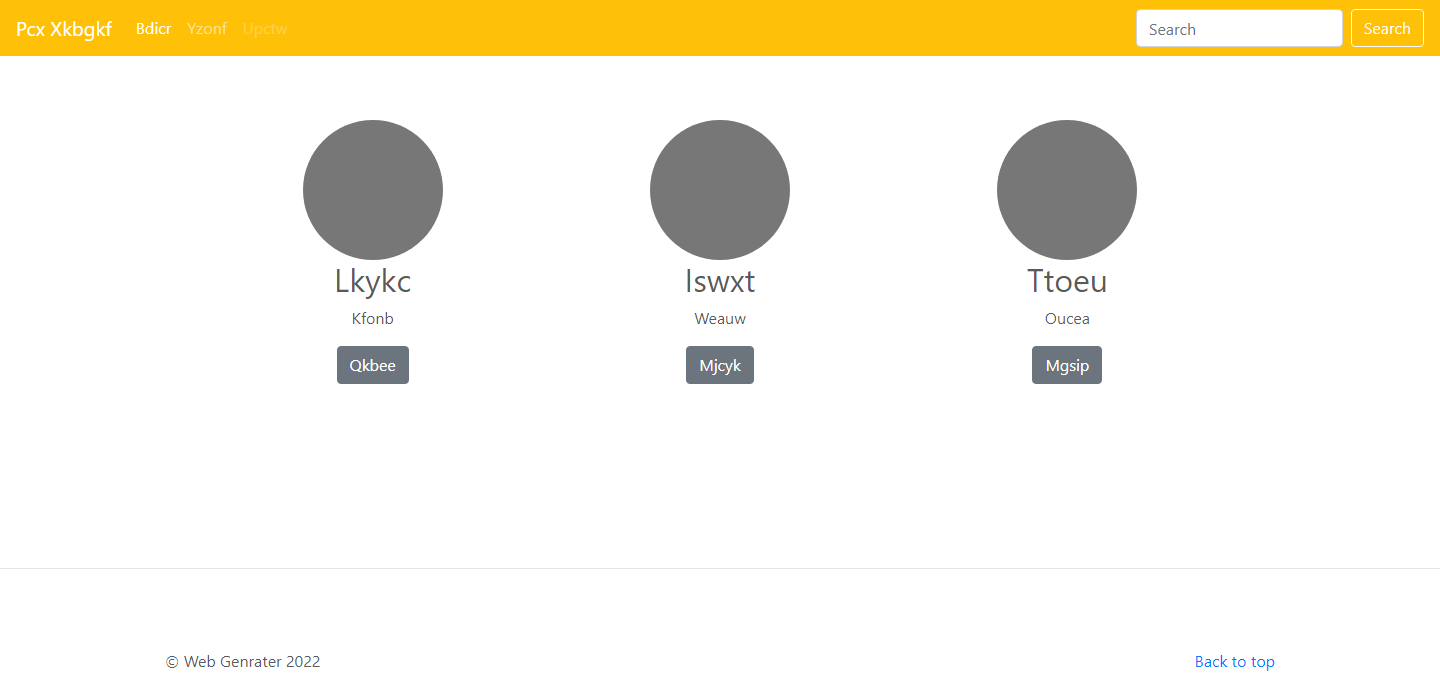 Pcx Xkbgkf Bdicr Yzonf Upctw Search Search
Lkykc Iswxt Ttoeu
Kfonb Weauw Oucea
Qkbee Mjcyk Mgsip
© Web Genrater 2022 Back to top